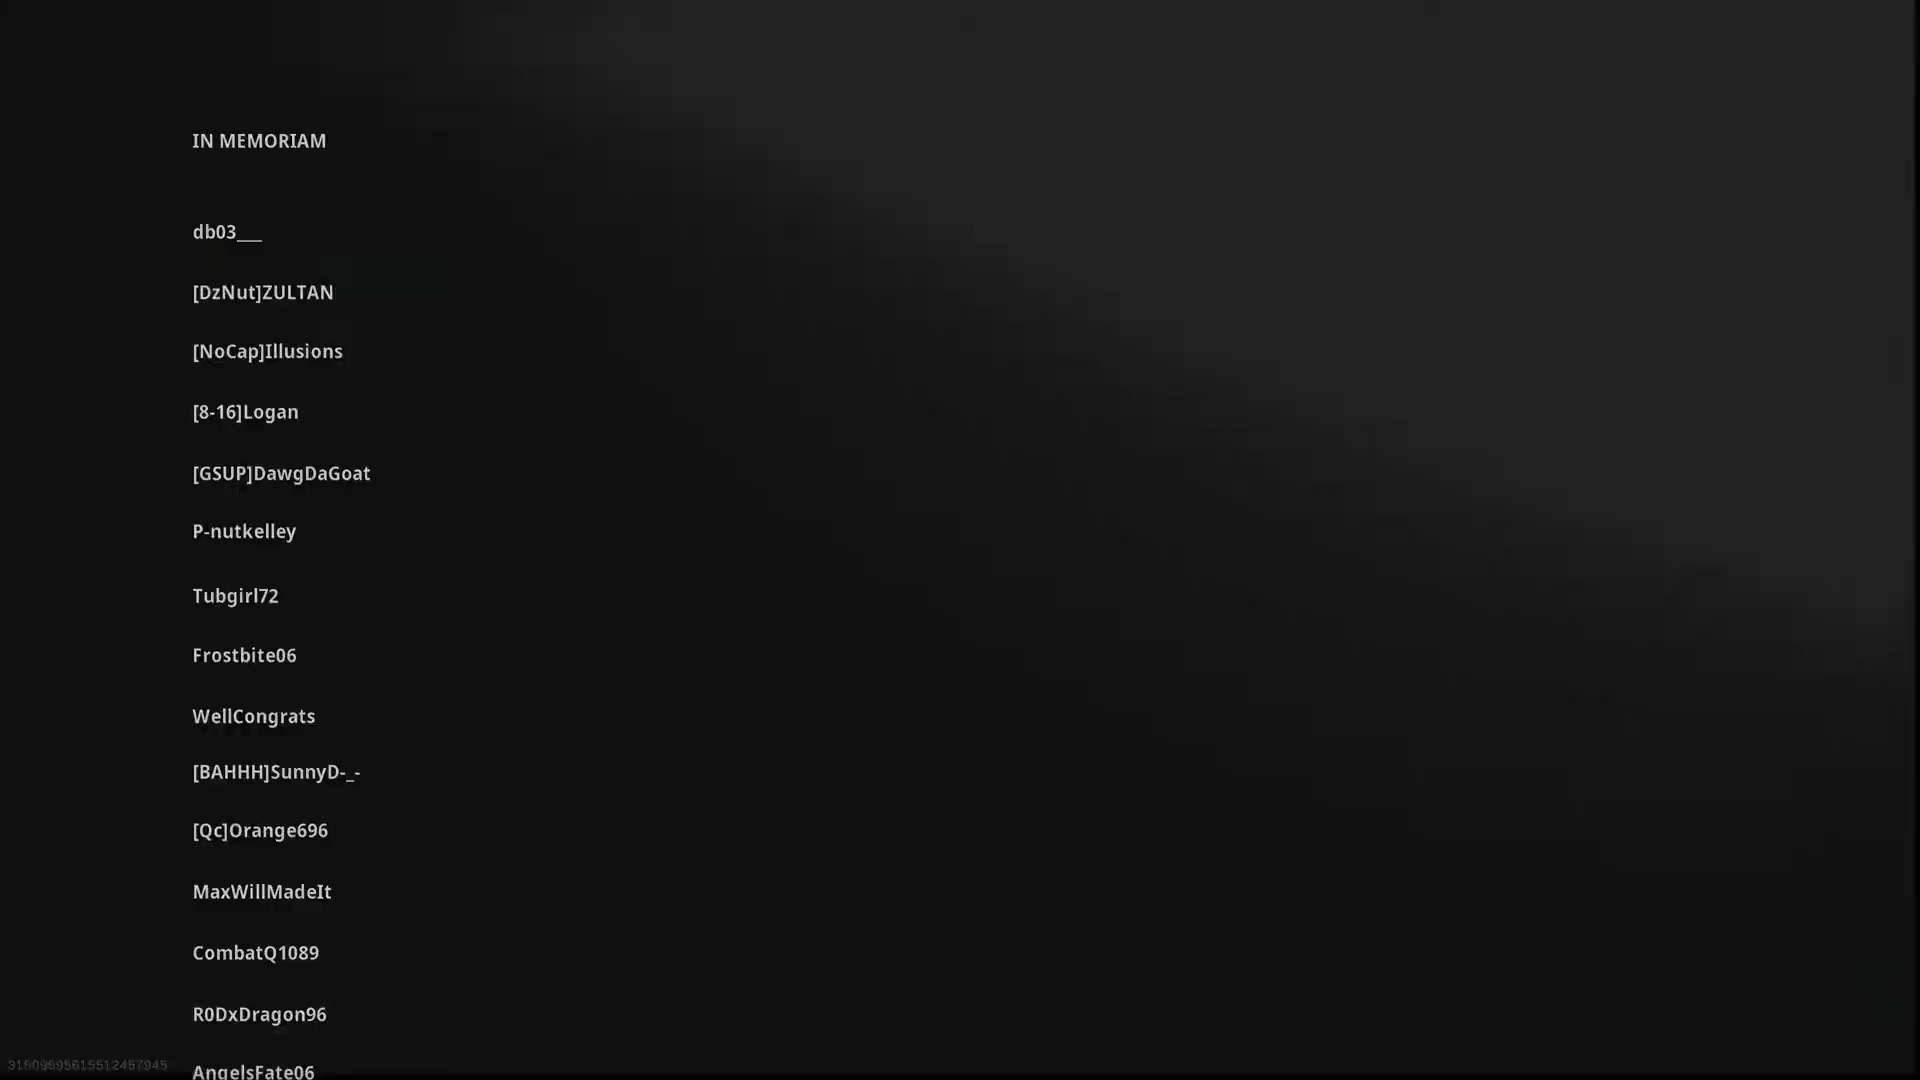 IN MEMORIAM
db03___
[DzNut]ZULTAN
[NoCap]Illusions
[8-16]Logan
[GSUP]DawgDaGoat
P-nutkelley
Tubgirl72
Frostbite06
WellCongrats
[BAHHH]SunnyD-_-
[Qc]Orange696
MaxWillMadeIt
CombatQ1089
R0DxDragon96
AngelsFate06